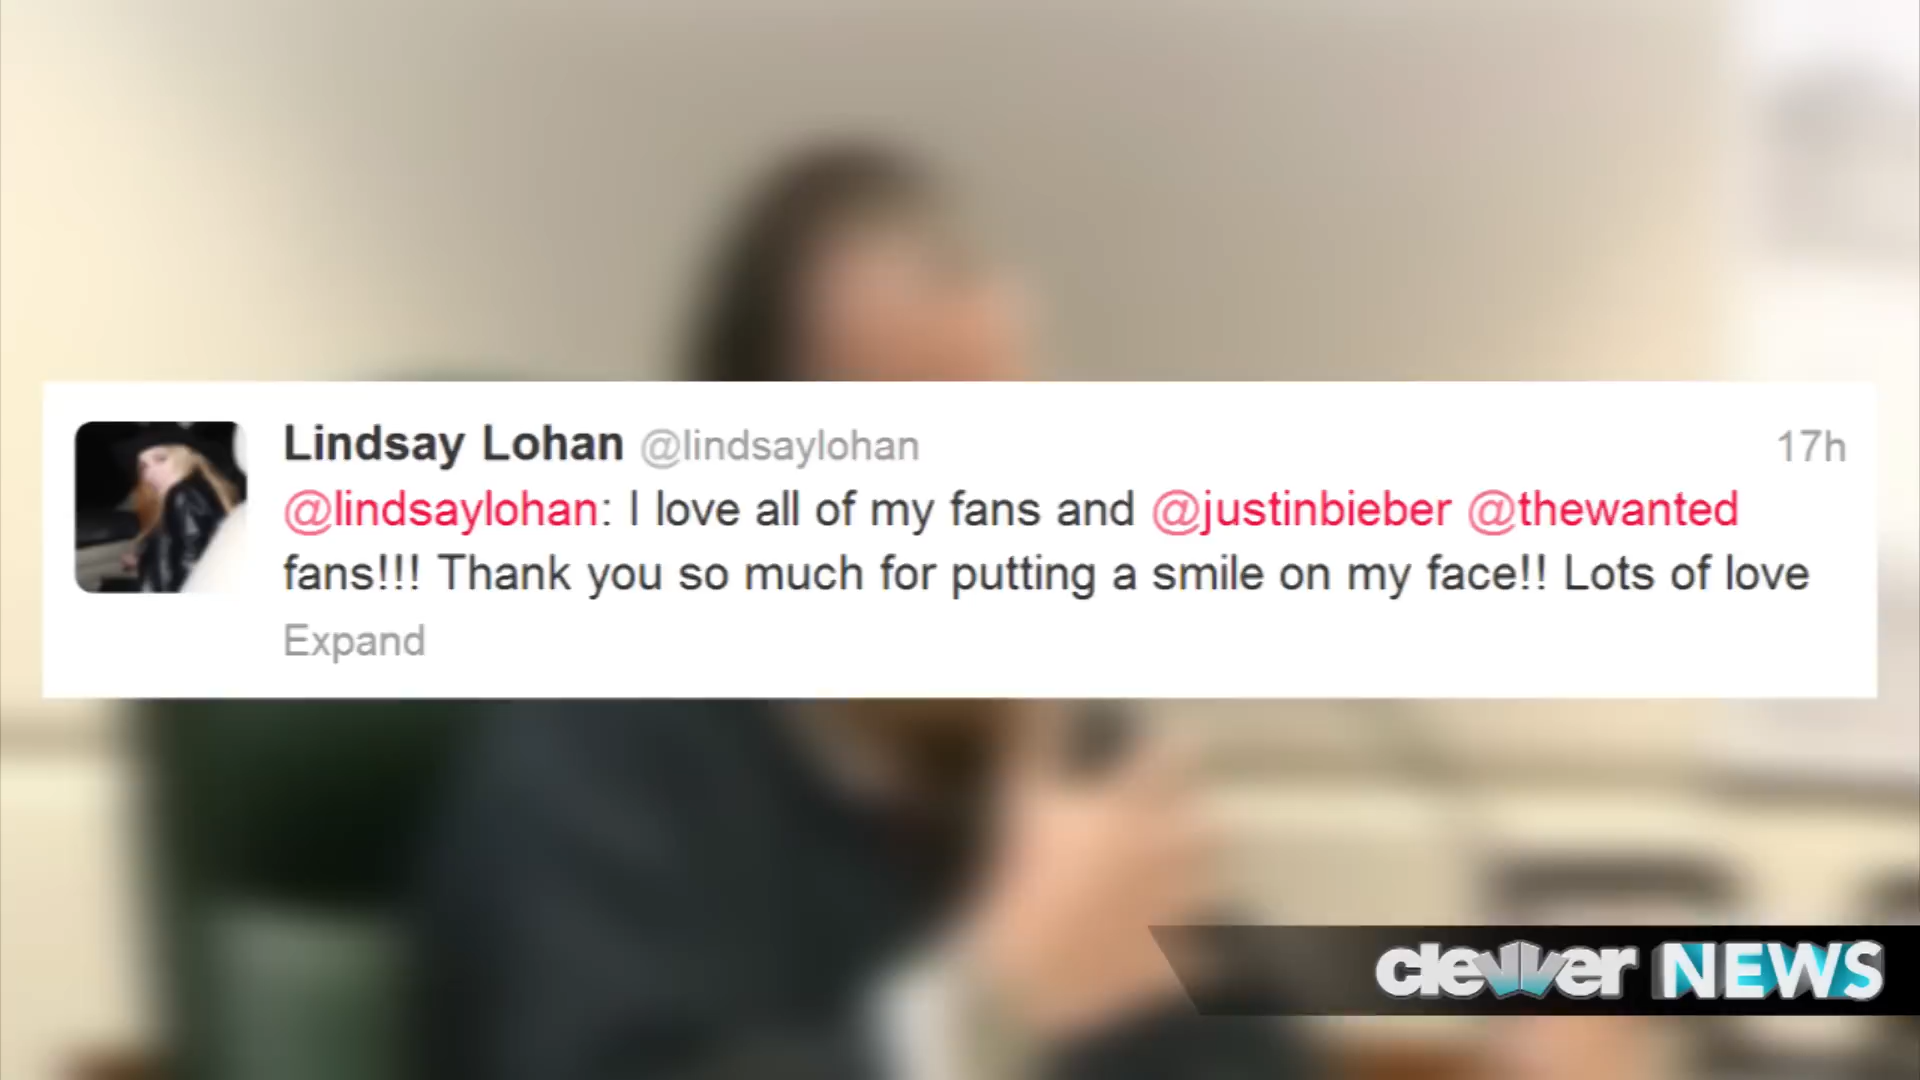 Lindsay Lohan @lindsaylohan 17h
@lindsaylohan: I love all of my fans and @justinbieber @thewanted
fans!!! Thank you so much for putting a smile on my face!! Lots of love
Expand
clevver NEWS